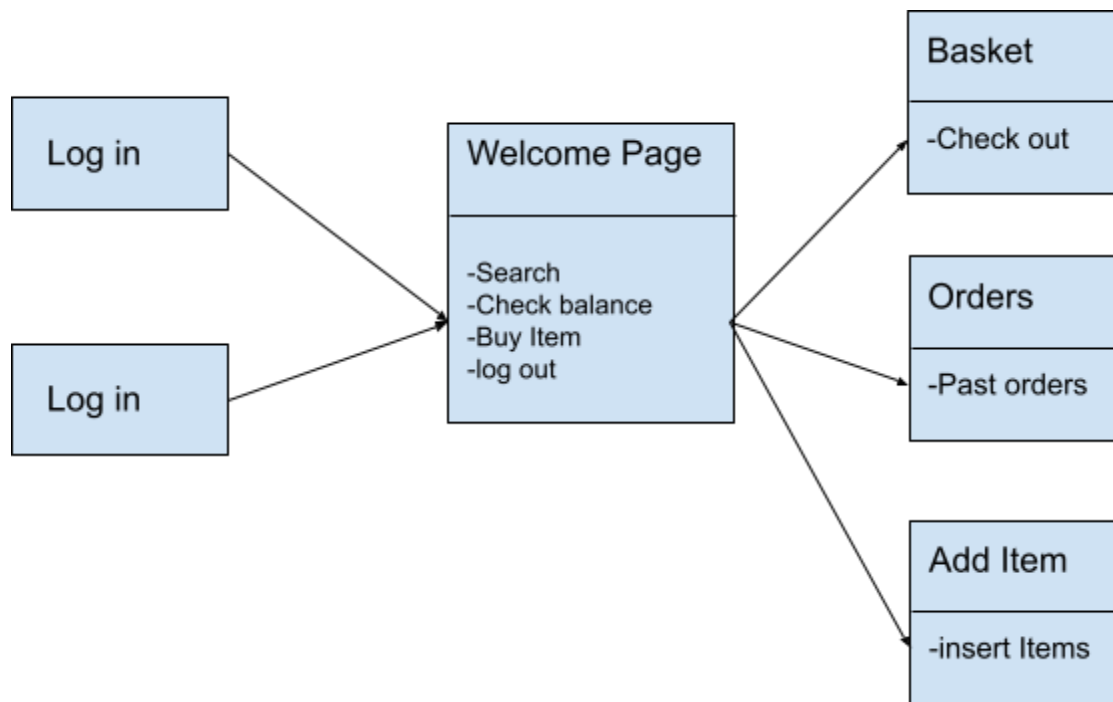 Log in
Log in
Welcome Page
-Search
-Check balance
-Buy Item
-log out
Basket
-Check out
Orders
-Past orders
Add Item
-insert Items